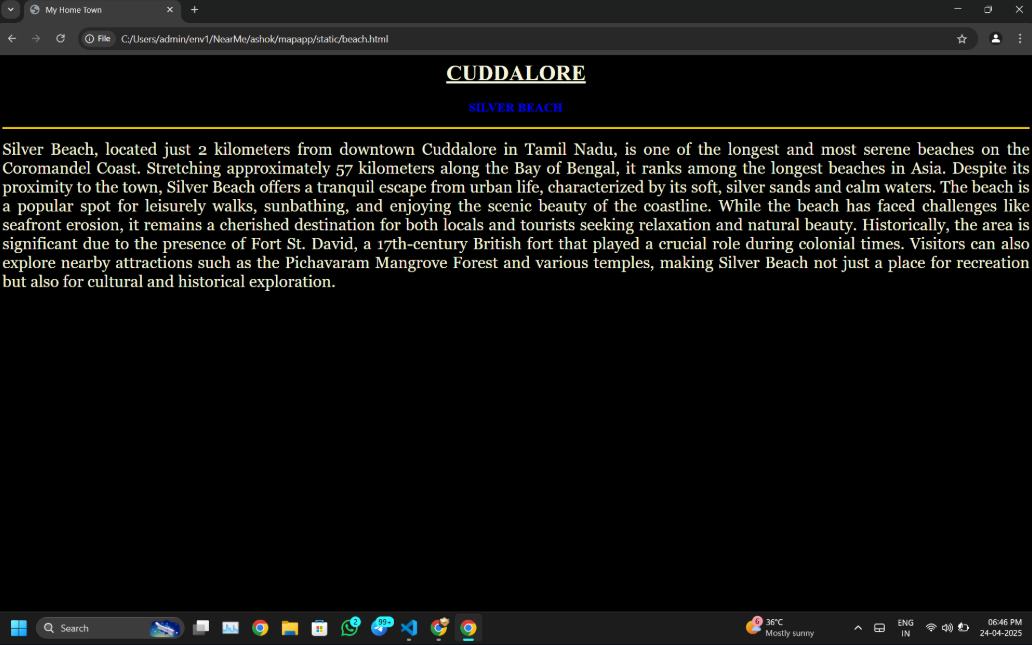 My Home Town
File
C:/Users/admin/env1/NearMe/ashok/mapapp/static/beach.html
CUDDALORE
SILVER BEACH
Silver Beach, located just 2 kilometers from downtown Cuddalore in Tamil Nadu, is one of the longest and most serene beaches on the
Coromandel Coast. Stretching approximately 57 kilometers along the Bay of Bengal, it ranks among the longest beaches in Asia. Despite its
proximity to the town, Silver Beach offers a tranquil escape from urban life, characterized by its soft, silver sands and calm waters. The beach is
a popular spot for leisurely walks, sunbathing, and enjoying the scenic beauty of the coastline. While the beach has faced challenges like
seafront erosion, it remains a cherished destination for both locals and tourists seeking relaxation and natural beauty. Historically, the area is
significant due to the presence of Fort St. David, a 17th-century British fort that played a crucial role during colonial times. Visitors can also
explore nearby attractions such as the Pichavaram Mangrove Forest and various temples, making Silver Beach not just a place for recreation
but also for cultural and historical exploration.
Search
2
99+
6
36°C
Mostly sunny
ENG
IN
06:46 PM
24-04-2025